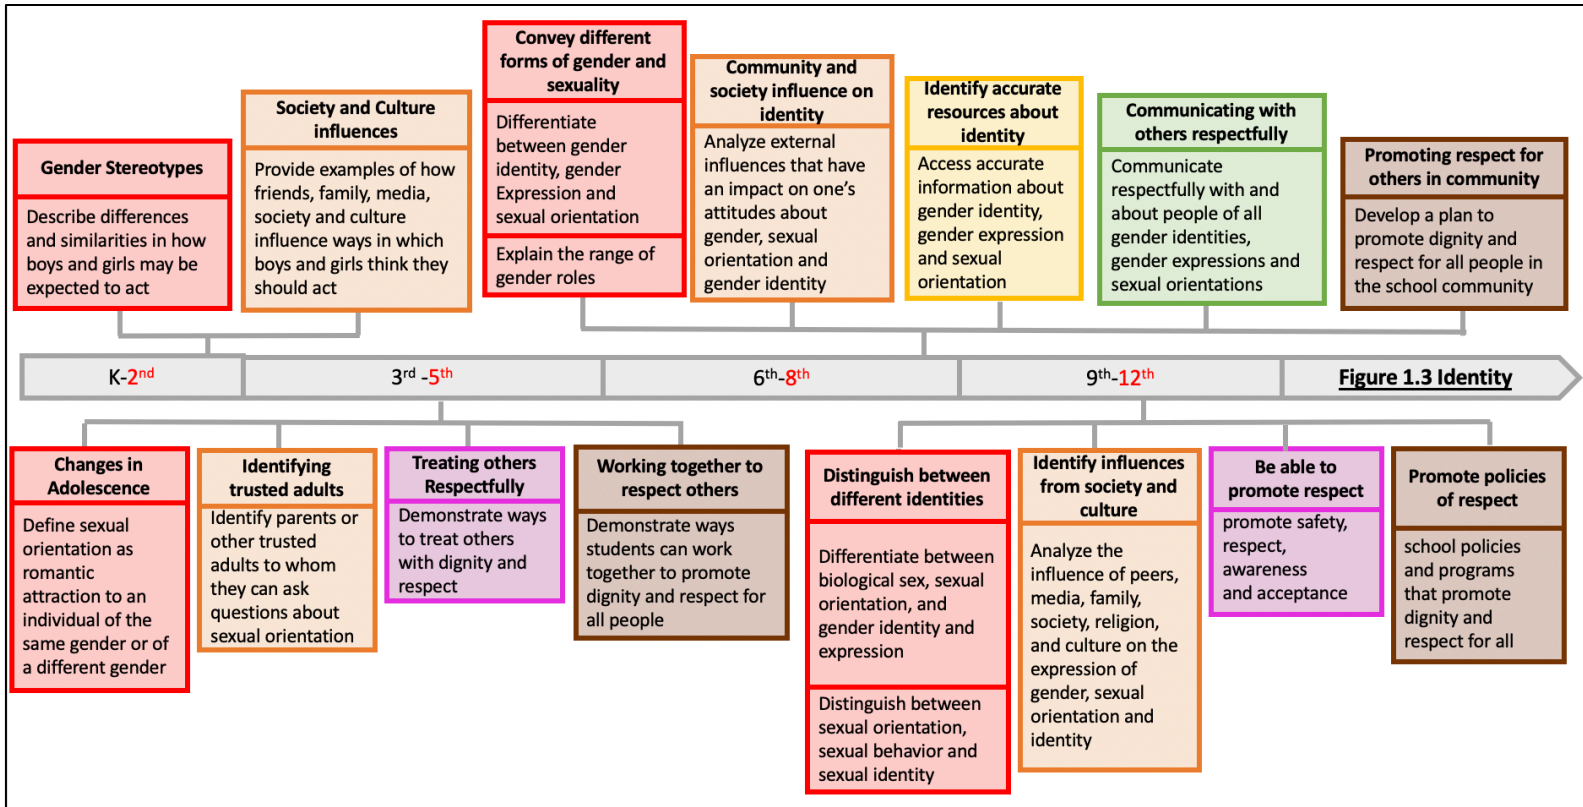 Gender Stereotypes
Describe differences
and similarities in how
boys and girls may be
expected to act
Society and Culture
influences
Provide examples of how
friends, family, media,
society and culture
influence ways in which
boys and girls think they
should act
Convey different
forms of gender and
sexuality
Differentiate
between gender
identity, gender
Expression and
sexual orientation
Explain the range of
gender roles
Community and
society influence on
identity
Analyze external
influences that have
an impact on one’s
attitudes about
gender, sexual
orientation and
gender identity
Identify accurate
resources about
identity
Access accurate
information about
gender identity,
gender expression
and sexual
orientation
Communicating with
others respectfully
Communicate
respectfully with and
about people of all
gender identities,
gender expressions and
sexual orientations
Promoting respect for
others in community
Develop a plan to
promote dignity and
respect for all people in
the school community
K-2nd
3rd -5th
6th-8th
9th-12th
Figure 1.3 Identity
Changes in
Adolescence
Define sexual
orientation as
romantic
attraction to an
individual of the
same gender or of
a different gender
Identifying
trusted adults
Identify parents or
other trusted
adults to whom
they can ask
questions about
sexual orientation
Treating others
Respectfully
Demonstrate ways
to treat others
with dignity and
respect
Working together to
respect others
Demonstrate ways
students can work
together to promote
dignity and respect for
all people
Distinguish between
different identities
Differentiate between
biological sex, sexual
orientation, and
gender identity and
expression
Distinguish between
sexual orientation,
sexual behavior and
sexual identity
Identify influences
from society and
culture
Analyze the
influence of peers,
media, family,
society, religion,
and culture on the
expression of
gender, sexual
orientation and
identity
Be able to
promote respect
promote safety,
respect,
awareness
and acceptance
Promote policies
of respect
school policies
and programs
that promote
dignity and
respect for all